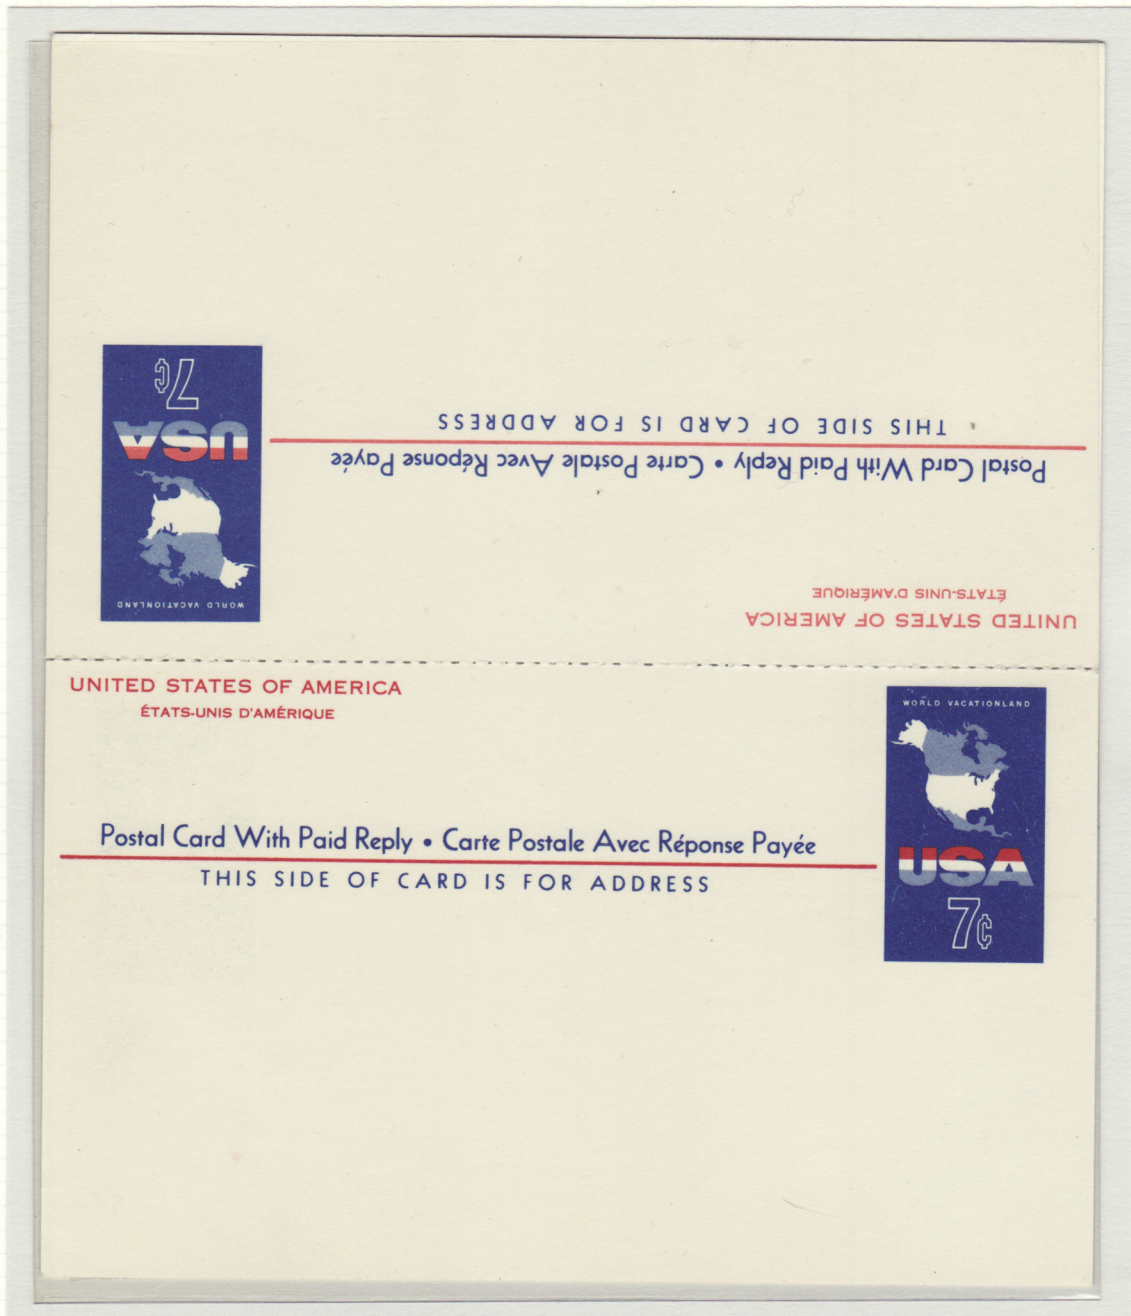 THIS SIDE OF CARD IS FOR ADDRESS
Postal Card With Paid Reply • Carte Postale Avec Réponse Payée
ÉTATS-UNIS D'AMÉRIQUE
UNITED STATES OF AMERICA
7¢
USA
WORLD VACATIONLAND
UNITED STATES OF AMERICA
ÉTATS-UNIS D'AMÉRIQUE
Postal Card With Paid Reply • Carte Postale Avec Réponse Payée
THIS SIDE OF CARD IS FOR ADDRESS
WORLD VACATIONLAND
USA
7¢